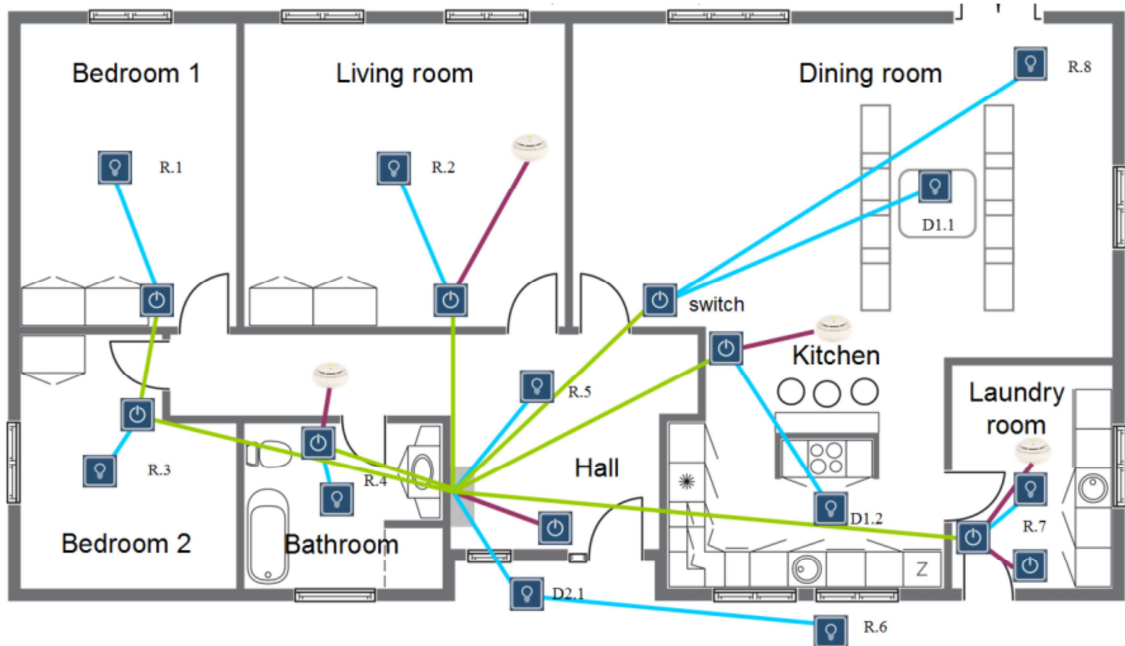 Bedroom 1
Living room
Dining room
R.8
R.1
R.2
D1.1
switch
Kitchen
R.5
Laundry
room
R.3
R.4
Hall
D1.2
R.7
Bedroom 2
Bathroom
Z
D2.1
R.6